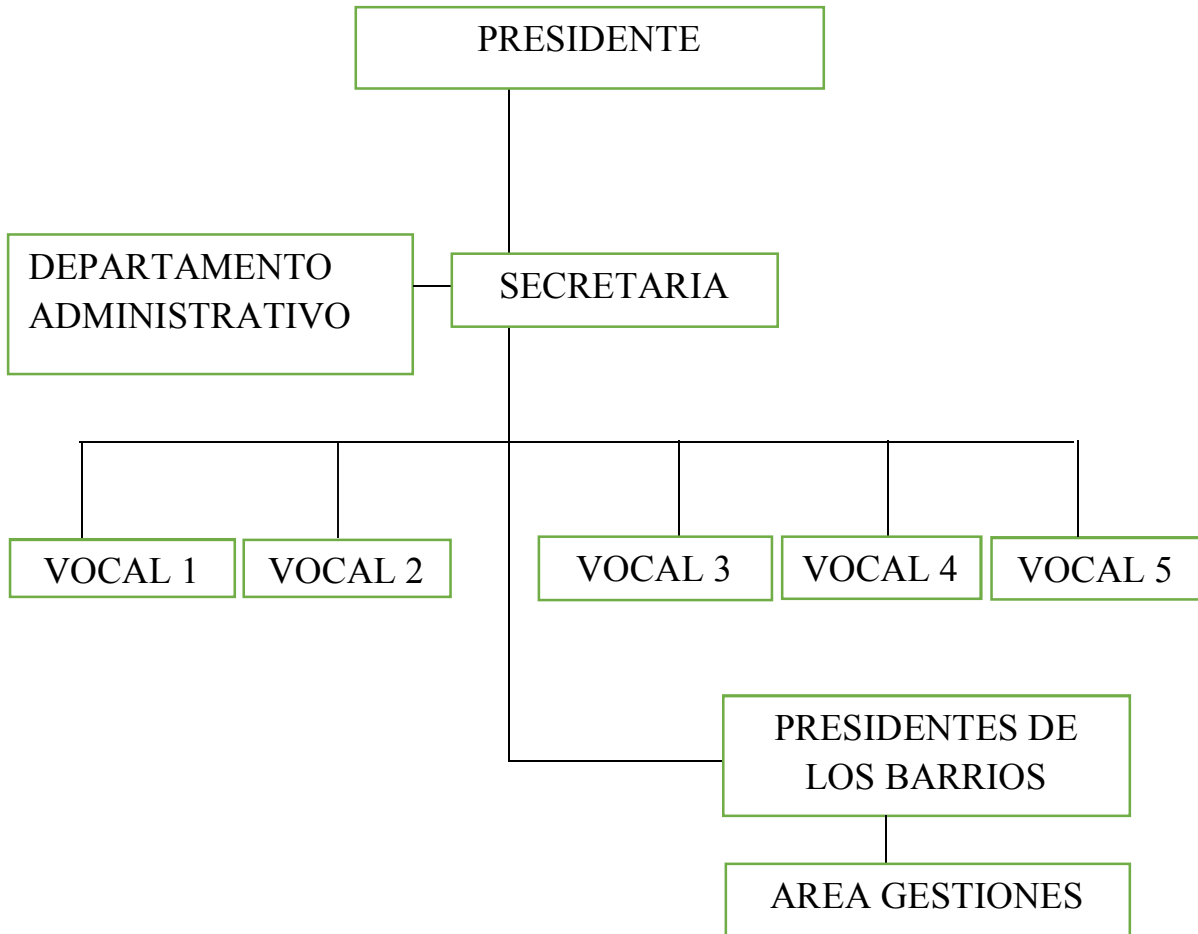 PRESIDENTE
DEPARTAMENTO
ADMINISTRATIVO
SECRETARIA
VOCAL 1
VOCAL 2
VOCAL 3
VOCAL 4
VOCAL 5
PRESIDENTES DE
LOS BARRIOS
AREA GESTIONES